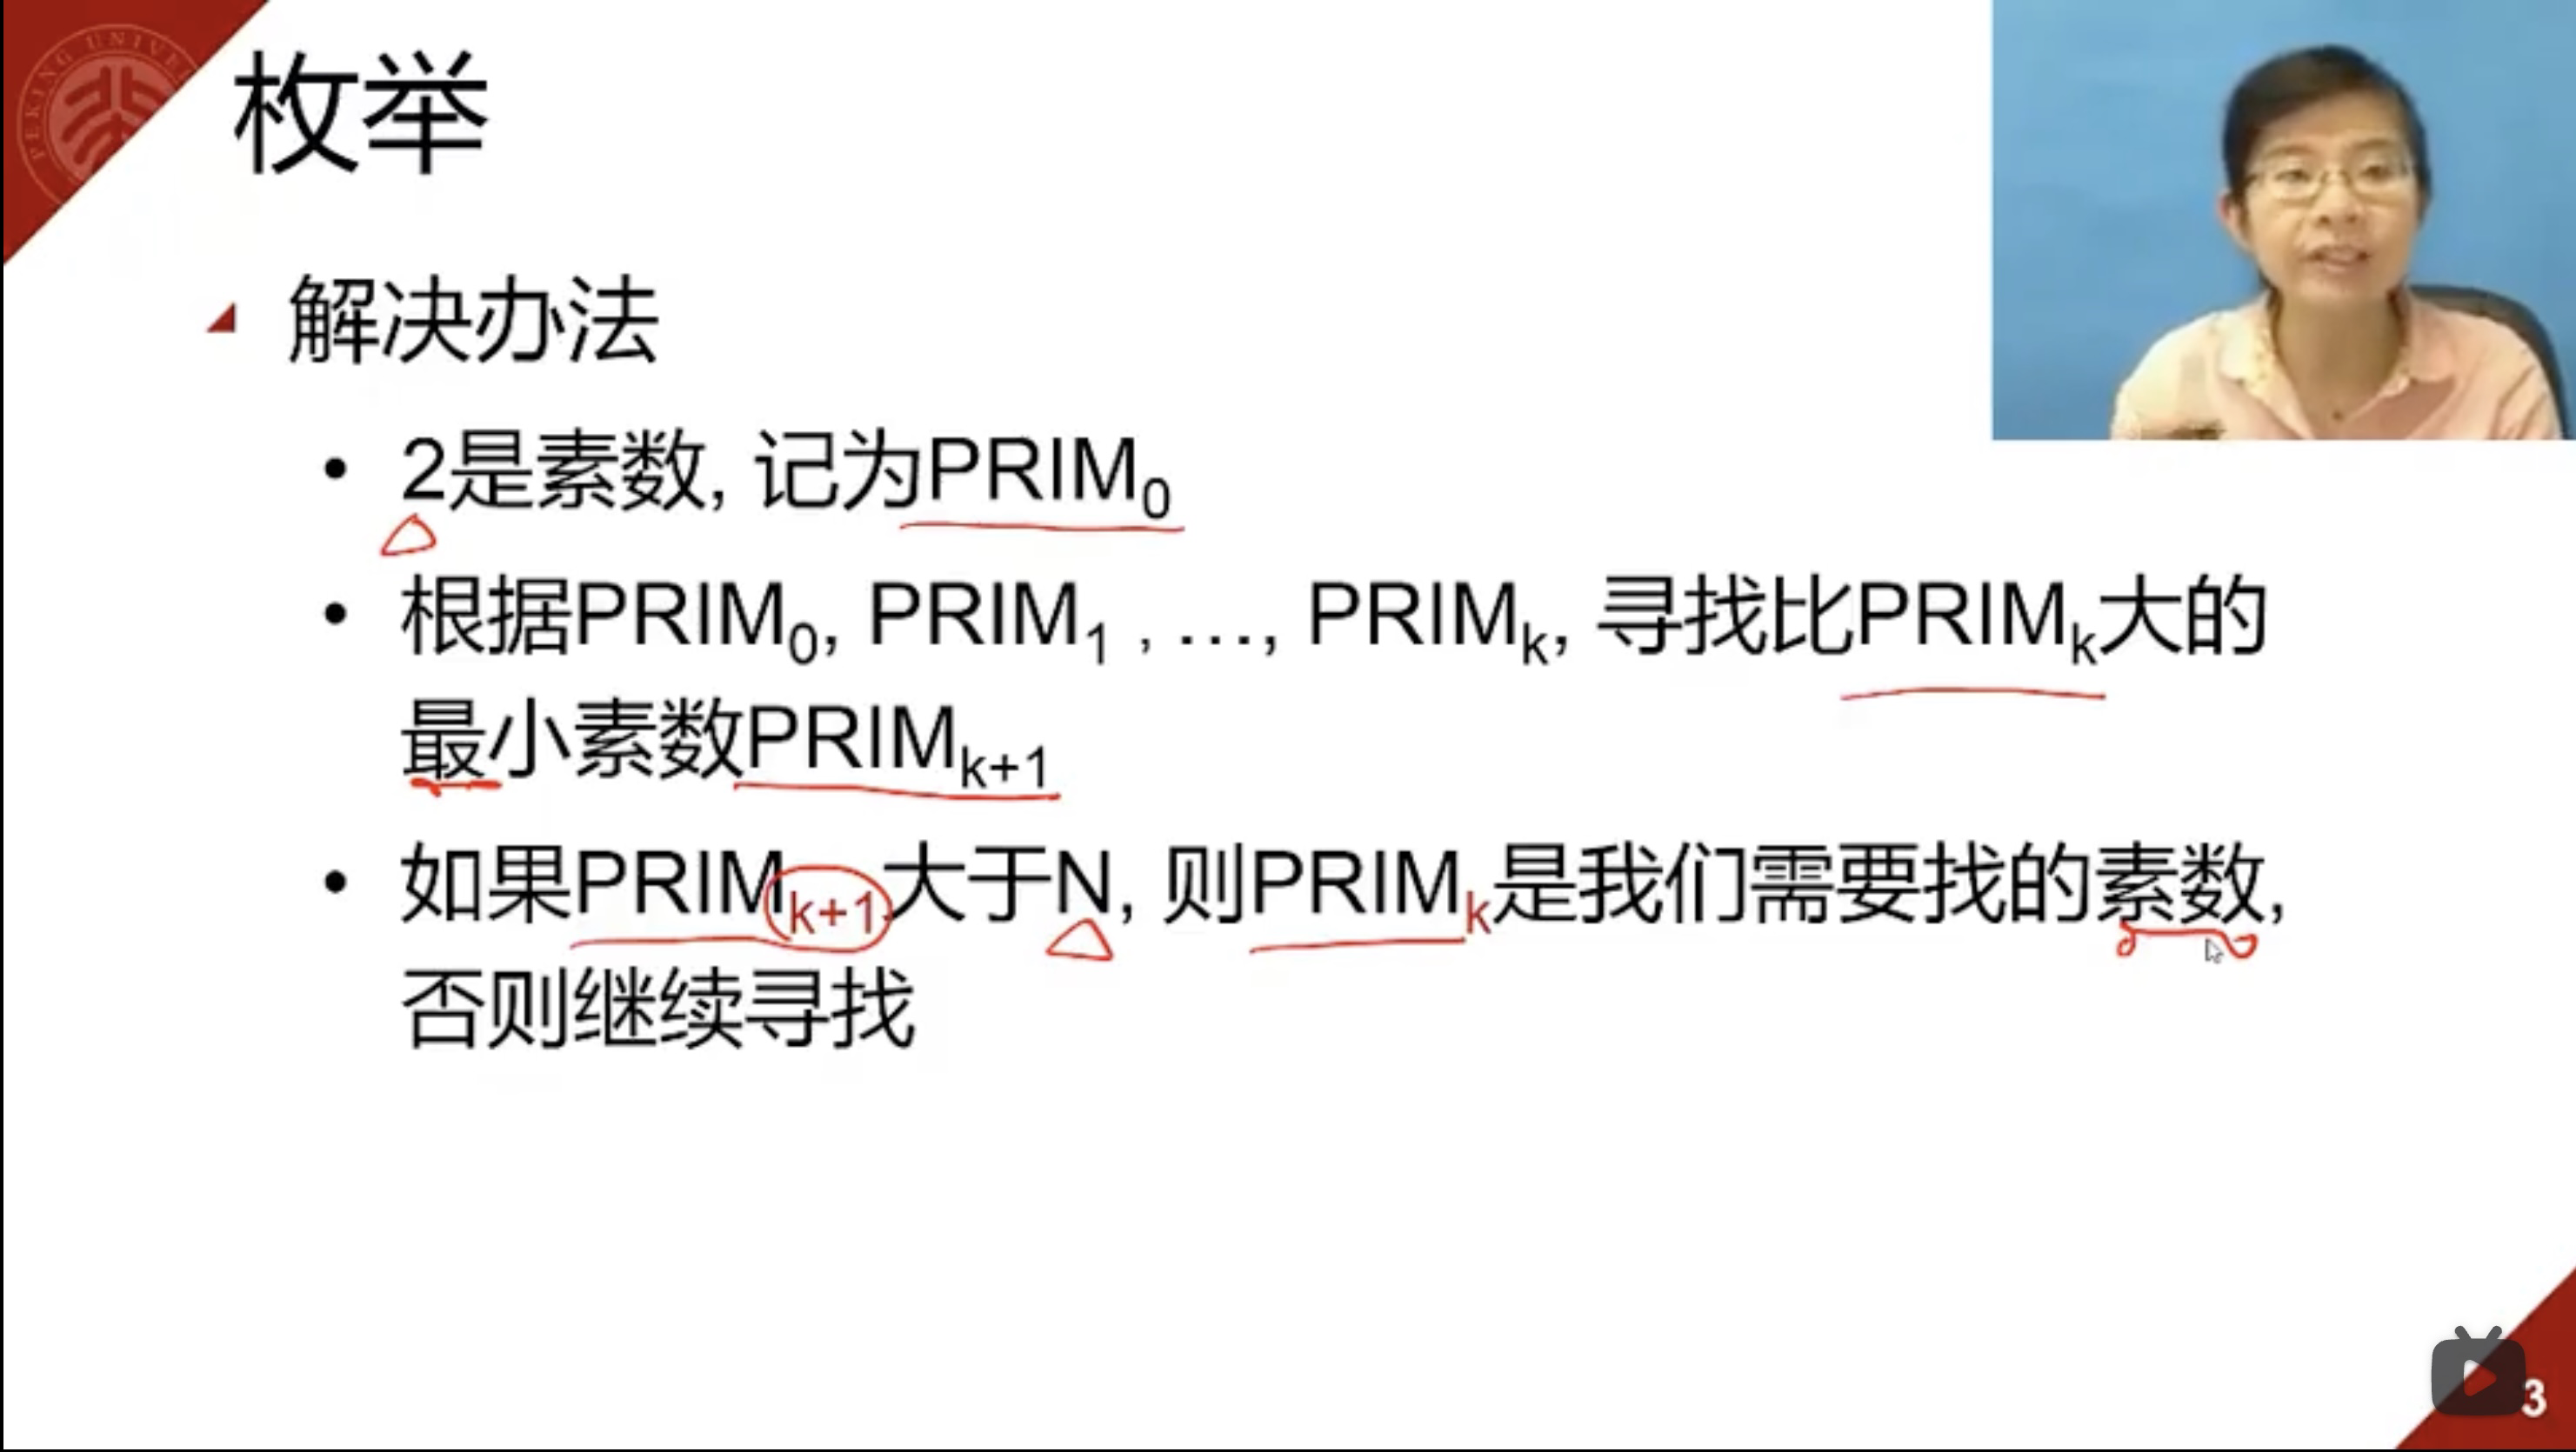 PEKING UNIVE
枚举
解决办法
• 2是素数, 记为PRIM₀
• 根据PRIM₀, PRIM₁ , …, PRIMₖ, 寻找比PRIMₖ大的
最小素数PRIMₖ₊₁
• 如果PRIMₖ₊₁大于N, 则PRIMₖ是我们需要找的素数,
否则继续寻找
3